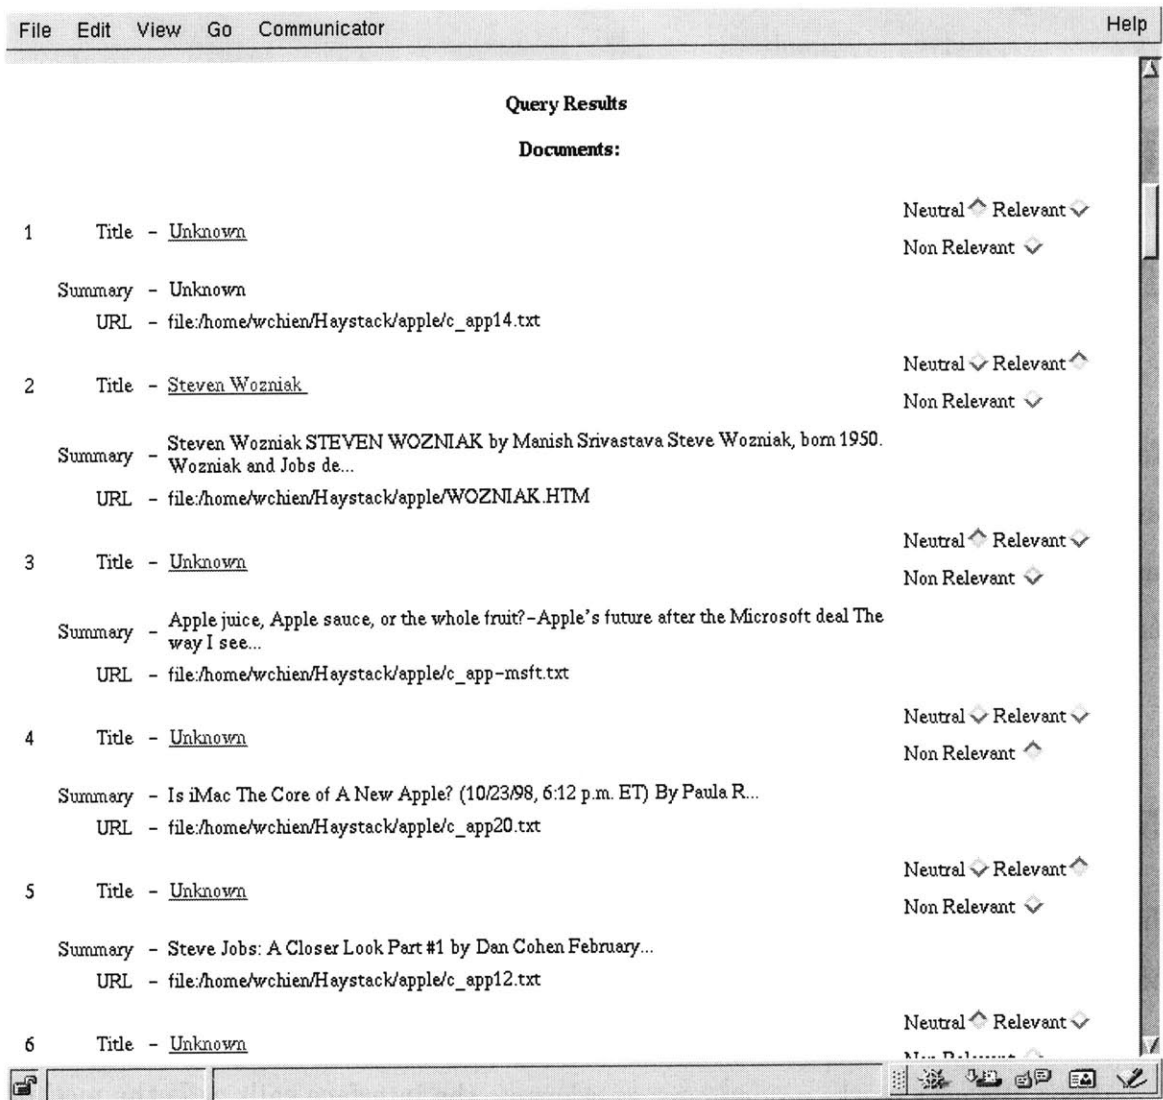 File Edit View Go Communicator Help
Query Results
Documents:
Neutral Relevant
1 Title - Unknown
Non Relevant
Summary - Unknown
URL - file:/home/wchien/Haystack/apple/c_app14.txt
Neutral Relevant
2 Title - Steven Wozniak
Non Relevant
Summary - Steven Wozniak STEVEN WOZNIAK by Manish Srivastava Steve Wozniak, born 1950.
Wozniak and Jobs de...
URL - file:/home/wchien/Haystack/apple/WOZNIAK.HTM
Neutral Relevant
3 Title - Unknown
Non Relevant
Summary - Apple juice, Apple sauce, or the whole fruit?-Apple's future after the Microsoft deal The
way I see...
URL - file:/home/wchien/Haystack/apple/c_app-msft.txt
Neutral Relevant
4 Title - Unknown
Non Relevant
Summary - Is iMac The Core of A New Apple? (10/23/98, 6:12 p.m. ET) By Paula R...
URL - file:/home/wchien/Haystack/apple/c_app20.txt
Neutral Relevant
5 Title - Unknown
Non Relevant
Summary - Steve Jobs: A Closer Look Part #1 by Dan Cohen February...
URL - file:/home/wchien/Haystack/apple/c_app12.txt
Neutral Relevant
6 Title - Unknown